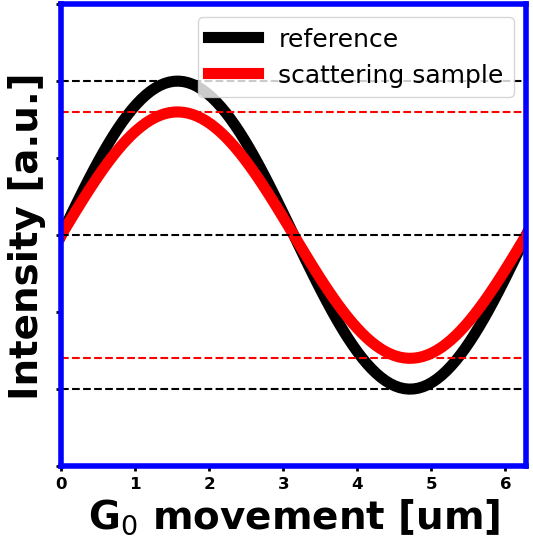 reference
scattering sample
Intensity [a.u.]
0 1 2 3 4 5 6
G₀ movement [um]